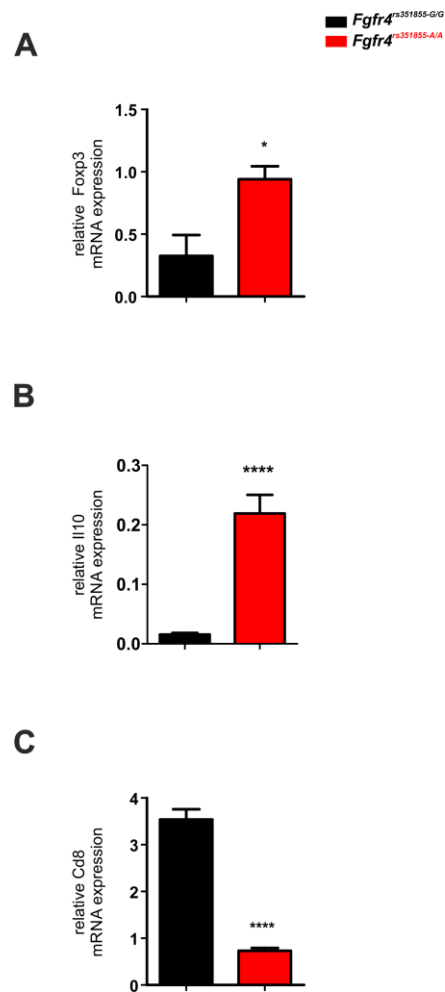 Fgfr4rs351855-G/G
Fgfr4rs351855-A/A
A
relative Foxp3
mRNA expression
1.5
1.0
0.5
0.0
*
B
relative Il10
mRNA expression
0.3
0.2
0.1
0.0
****
C
relative Cd8
mRNA expression
4
3
2
1
0
****